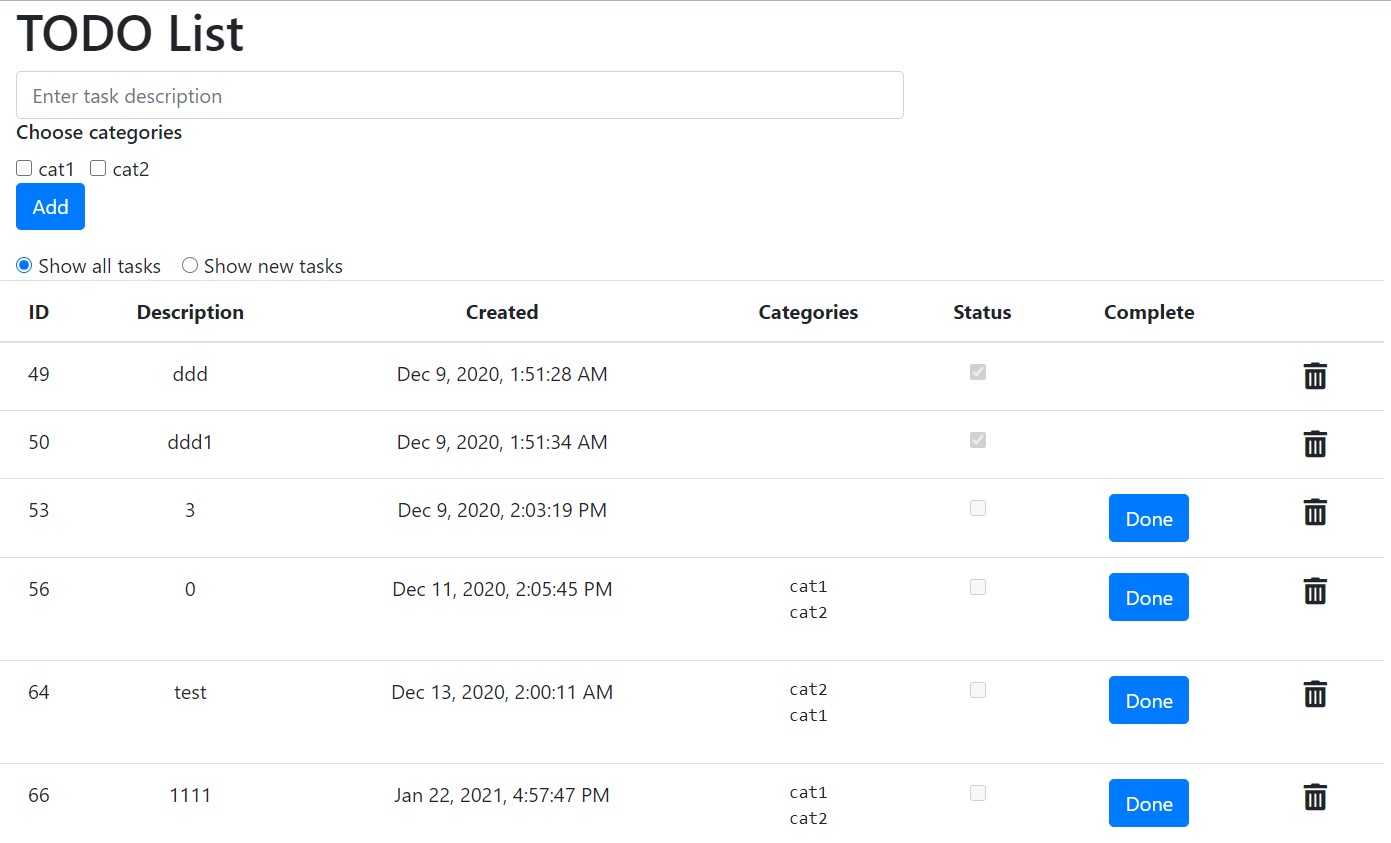 TODO List
Enter task description
Choose categories
cat1 cat2
Add
Show all tasks Show new tasks
ID Description Created Categories Status Complete
49 ddd Dec 9, 2020, 1:51:28 AM
50 ddd1 Dec 9, 2020, 1:51:34 AM
53 3 Dec 9, 2020, 2:03:19 PM Done
56 0 Dec 11, 2020, 2:05:45 PM cat1 Done
cat2
64 test Dec 13, 2020, 2:00:11 AM cat2 Done
cat1
66 1111 Jan 22, 2021, 4:57:47 PM cat1 Done
cat2